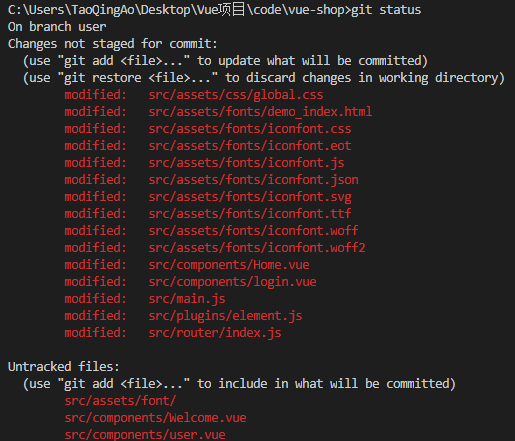 C:\Users\TaoQingAo\Desktop\Vue项目\code\vue-shop>git status
On branch user
Changes not staged for commit:
  (use "git add <file>..." to update what will be committed)
  (use "git restore <file>..." to discard changes in working directory)
        modified:   src/assets/css/global.css
        modified:   src/assets/fonts/demo_index.html
        modified:   src/assets/fonts/iconfont.css
        modified:   src/assets/fonts/iconfont.eot
        modified:   src/assets/fonts/iconfont.js
        modified:   src/assets/fonts/iconfont.json
        modified:   src/assets/fonts/iconfont.svg
        modified:   src/assets/fonts/iconfont.ttf
        modified:   src/assets/fonts/iconfont.woff
        modified:   src/assets/fonts/iconfont.woff2
        modified:   src/components/Home.vue
        modified:   src/components/login.vue
        modified:   src/main.js
        modified:   src/plugins/element.js
        modified:   src/router/index.js

Untracked files:
  (use "git add <file>..." to include in what will be committed)
        src/assets/font/
        src/components/Welcome.vue
        src/components/user.vue